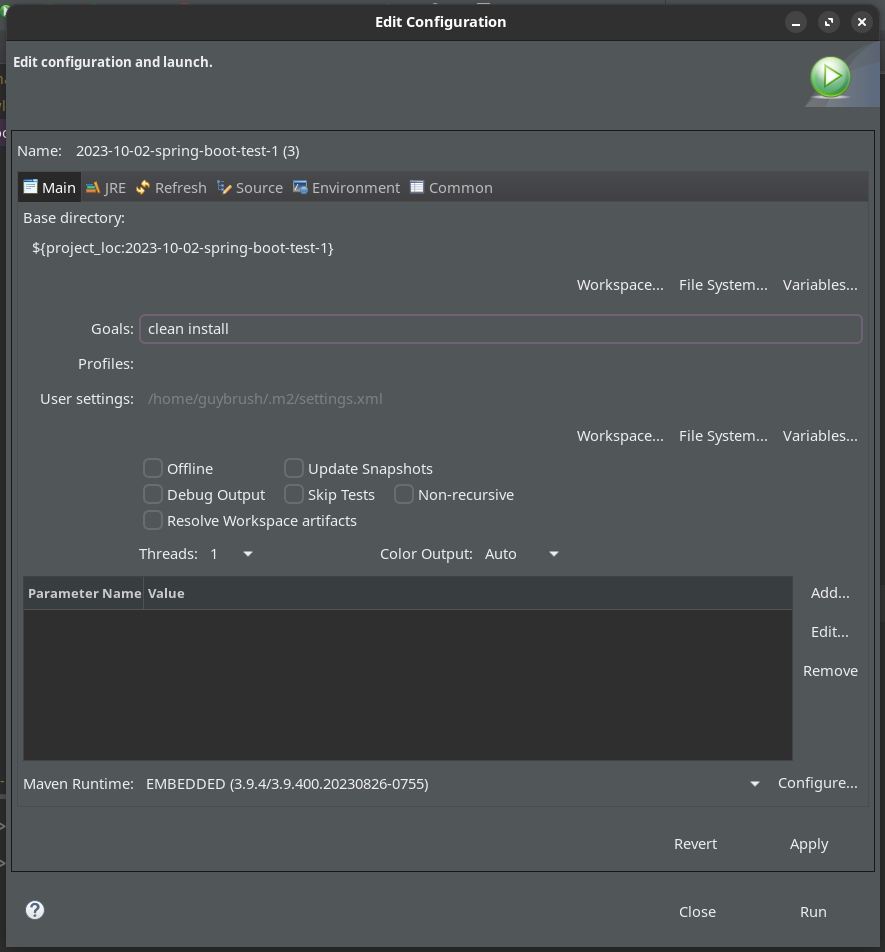 Edit Configuration
Edit configuration and launch.
Name: 2023-10-02-spring-boot-test-1 (3)
Main JRE Refresh Source Environment Common
Base directory:
${project_loc:2023-10-02-spring-boot-test-1}
Workspace... File System... Variables...
Goals: clean install
Profiles:
User settings: /home/guybrush/.m2/settings.xml
Workspace... File System... Variables...
Offline Update Snapshots
Debug Output Skip Tests Non-recursive
Resolve Workspace artifacts
Threads: 1 Color Output: Auto
Parameter Name Value
Add...
Edit...
Remove
Maven Runtime: EMBEDDED (3.9.4/3.9.400.20230826-0755) Configure...
Revert Apply
? Close Run